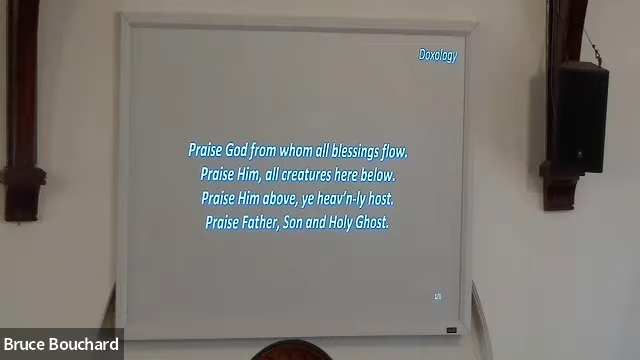 Doxology
Praise God from whom all blessings flow.
Praise Him, all creatures here below.
Praise Him above, ye heav'n-ly host.
Praise Father, Son and Holy Ghost.
1/1
Bruce Bouchard